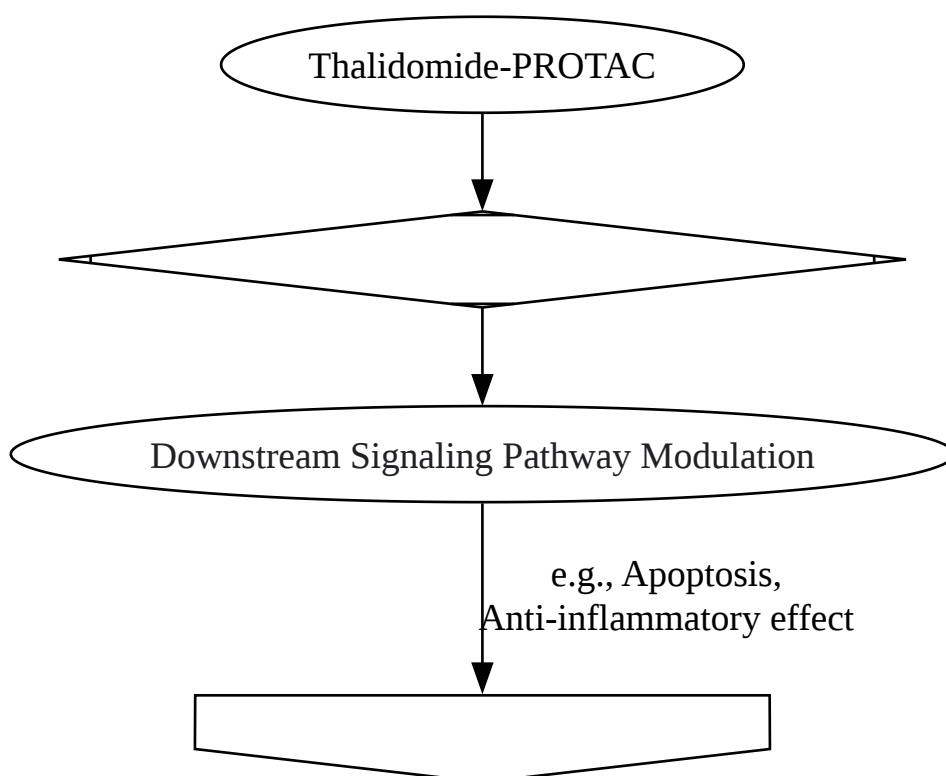 Thalidomide-PROTAC
Downstream Signaling Pathway Modulation
e.g., Apoptosis,
Anti-inflammatory effect